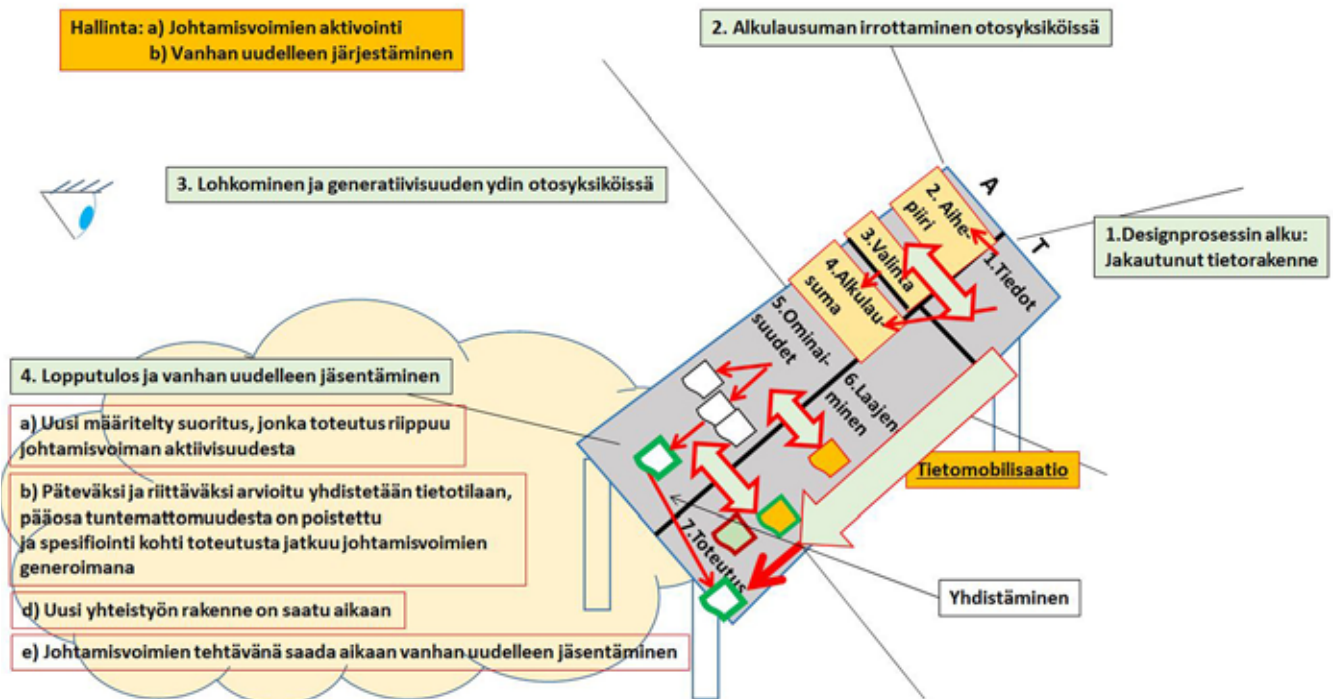 Hallinta: a) Johtamisvoimien aktivointi
b) Vanhan uudelleen järjestäminen
2. Alkulausuman irrottaminen otosyksiköissä
3. Lohkominen ja generatiivisuuden ydin otosyksiköissä
A
T
1.Designprosessin alku:
Jakautunut tietorakenne
2. Aihe-
piiri
1.Tiedot
3.Valinta
4.Alkulau-
suma
5.Ominai-
suudet
6.Laajen-
minen
7.Toteutus
4. Lopputulos ja vanhan uudelleen jäsentäminen
a) Uusi määritelty suoritus, jonka toteutus riippuu
johtamisvoiman aktiivisuudesta
b) Päteväksi ja riittäväksi arvioitu yhdistetään tietotilaan,
pääosa tuntemattomuudesta on poistettu
ja spesifiointi kohti toteutusta jatkuu johtamisvoimien
generoimana
d) Uusi yhteistyön rakenne on saatu aikaan
e) Johtamisvoimien tehtävänä saada aikaan vanhan uudelleen jäsentäminen
Tietomobilisaatio
Yhdistäminen